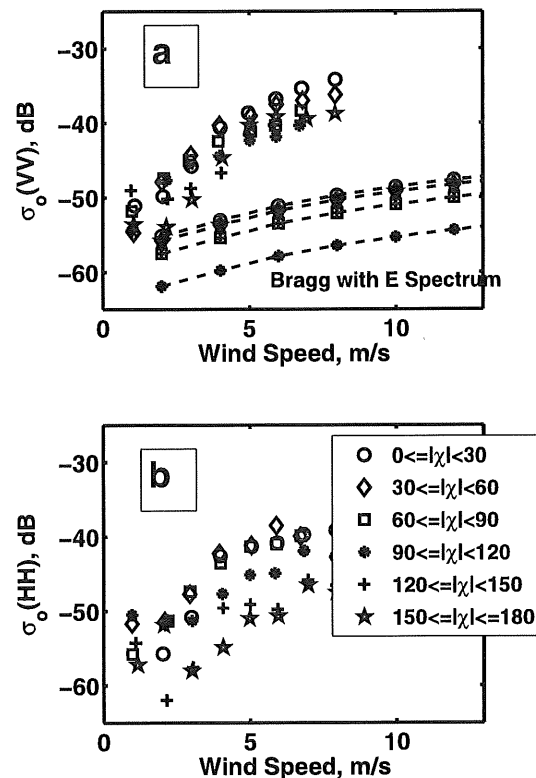 a
−30
−40
−50
−60
σo(VV), dB
Bragg with E Spectrum
0 5 10
Wind Speed, m/s
b
−30
−40
−50
−60
σo(HH), dB
0<=|χ|<30
30<=|χ|<60
60<=|χ|<90
90<=|χ|<120
120<=|χ|<150
150<=|χ|<=180
0 5 10
Wind Speed, m/s